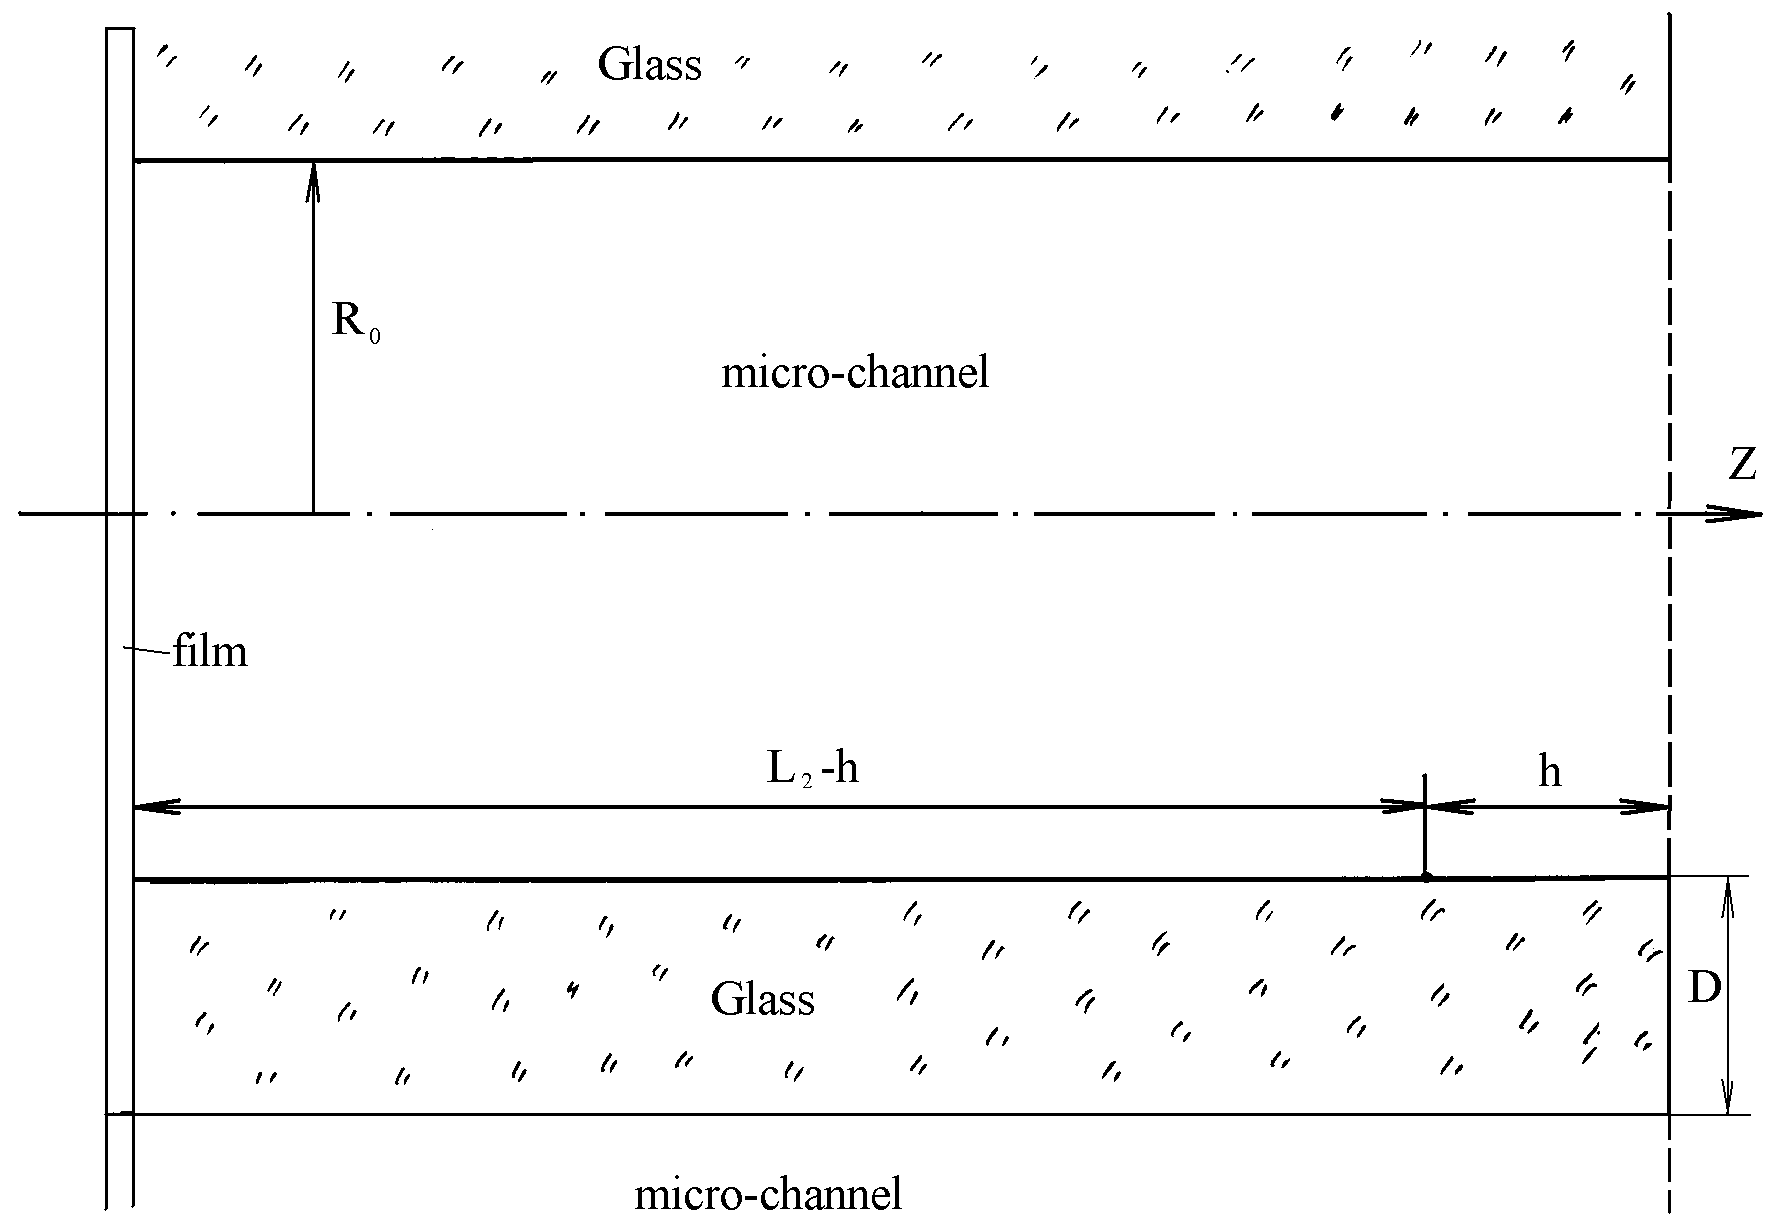 Glass
R₀
micro-channel
Z
film
L₂-h
h
Glass
D
micro-channel